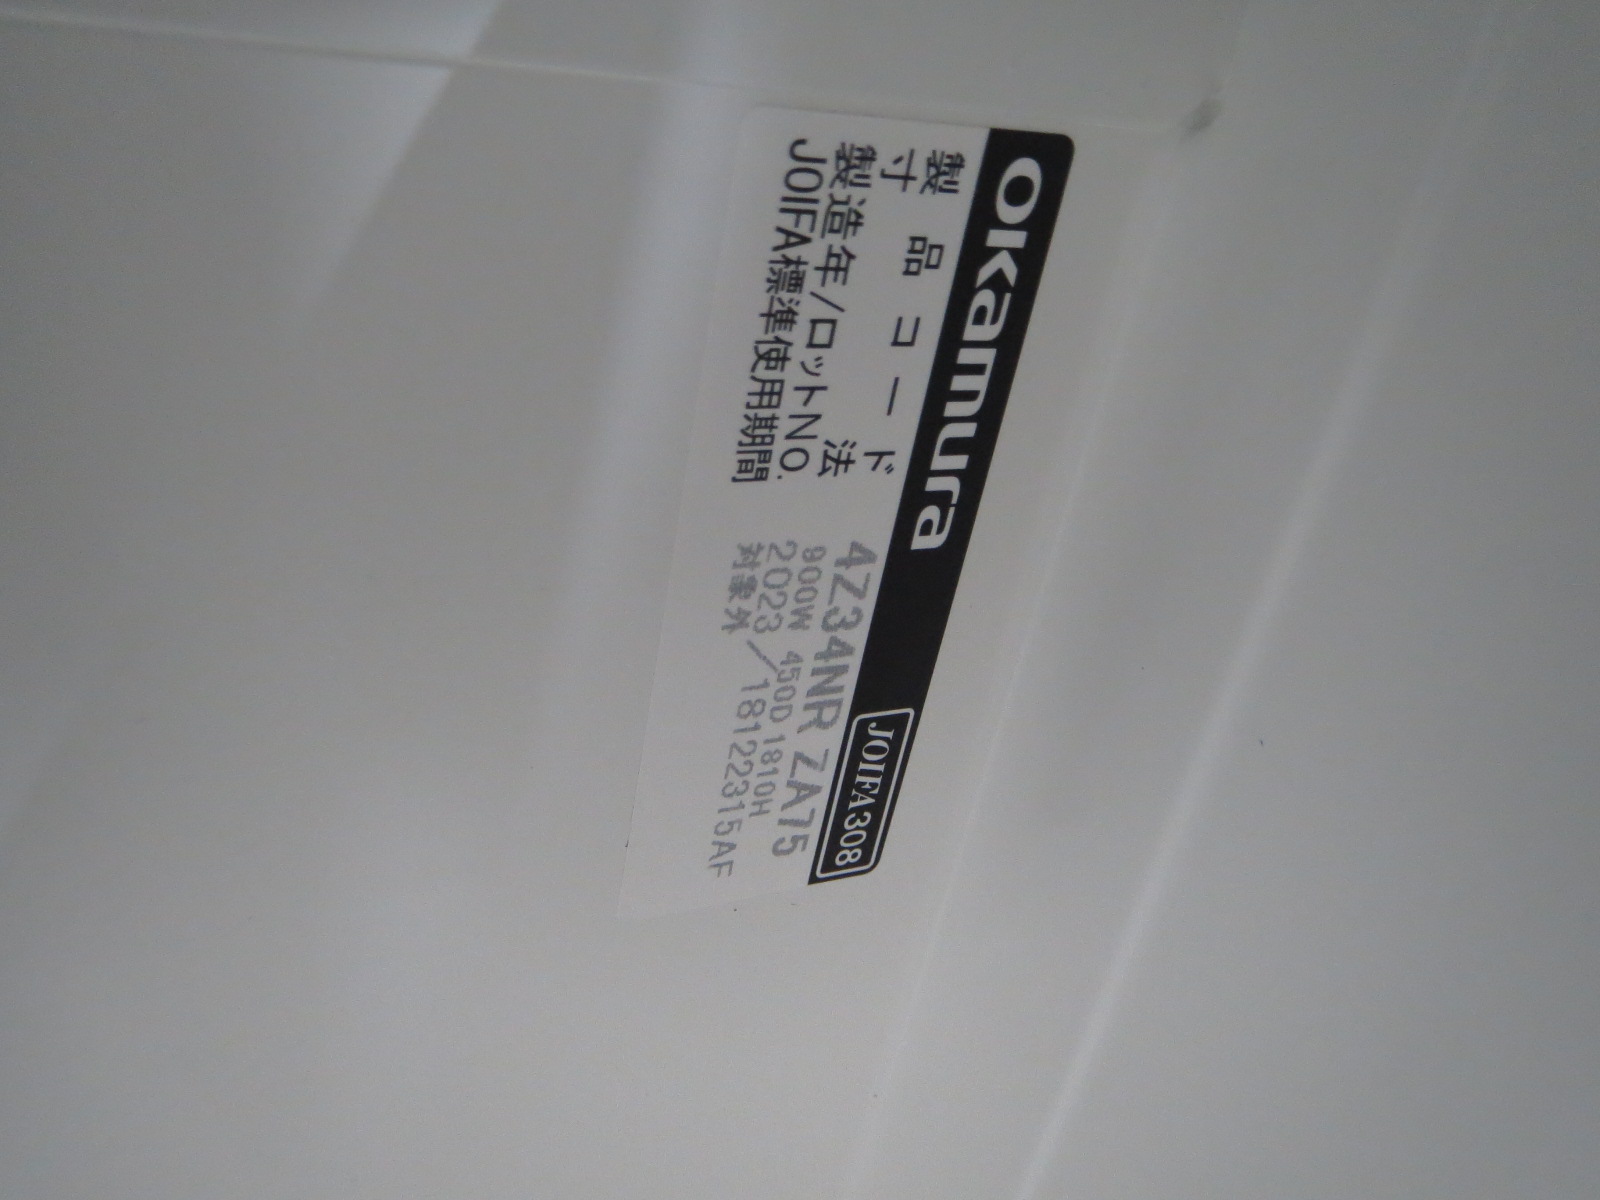 okamura JOIFA308
製品コード 4Z34NR ZA75
寸法 900W 450D 1810H
製造年/ロットNO. 2023/18122315AF
JOIFA標準使用期間 対象外